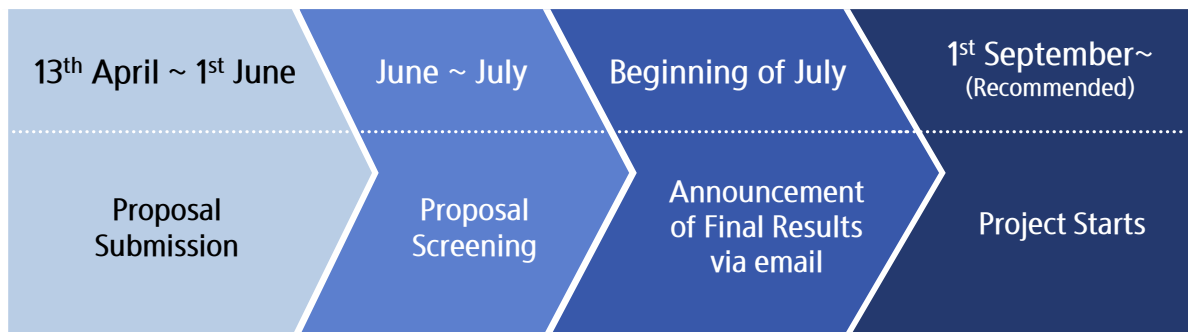 13th April ~ 1st June
Proposal
Submission
June ~ July
Proposal
Screening
Beginning of July
Announcement
of Final Results
via email
1st September~
(Recommended)
Project Starts